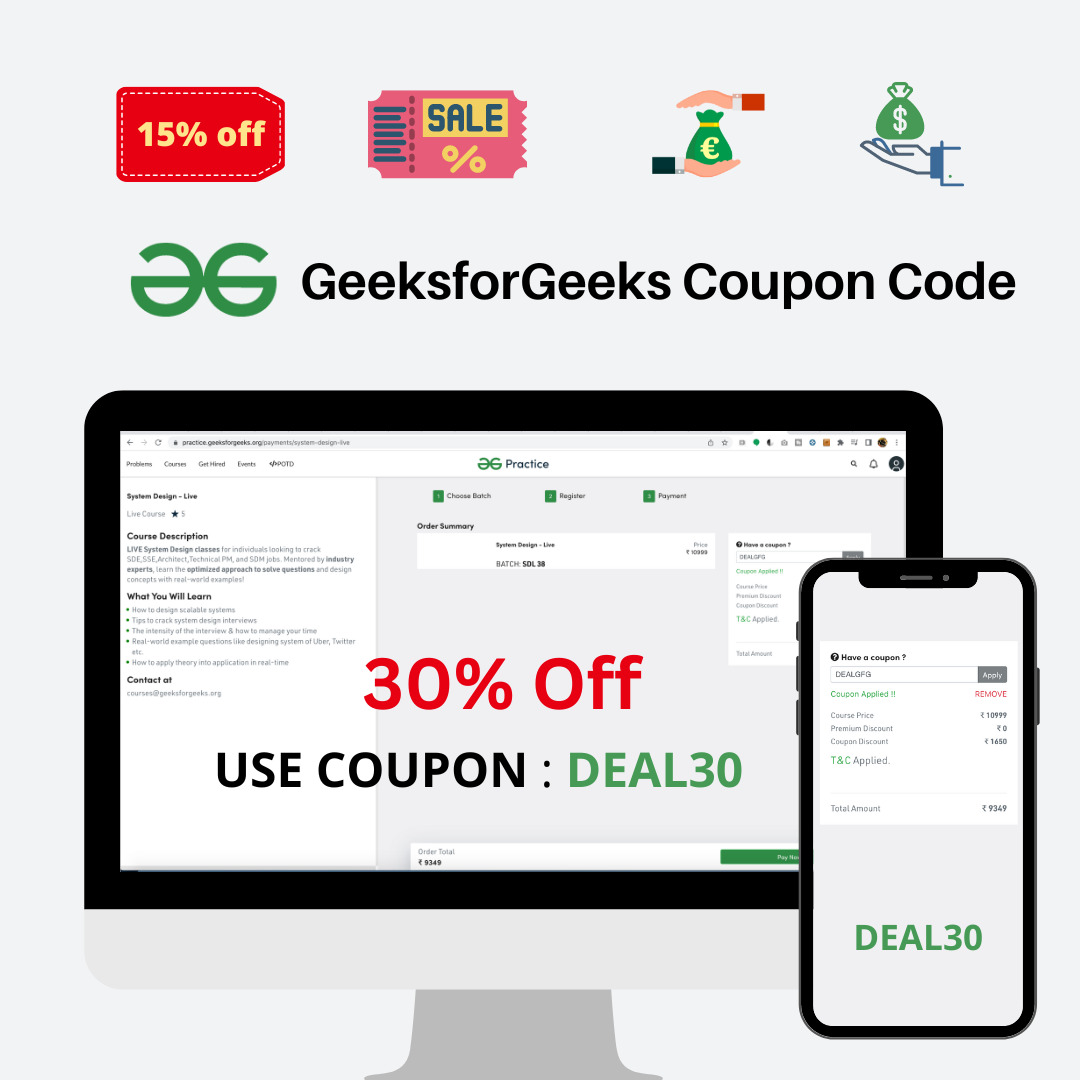 15% off
SALE
%
€
$
GeeksforGeeks Coupon Code
practice.geeksforgeeks.org/payments/system-design-live
Problems Courses Get Hired Events POTD
Practice
System Design - Live
Live Course ★ 5
Course Description
LIVE System Design classes for individuals looking to crack
SDE,SSE,Architect,Technical PM, and SDM jobs. Mentored by industry
experts, learn the optimized approach to solve questions and design
concepts with real-world examples!
What You Will Learn
• How to design scalable systems
• Tips to crack system design interviews
• The intensity of the interview & how to manage your time
• Real-world example questions like designing system of Uber, Twitter
etc.
• How to apply theory into application in real-time
Contact at
courses@geeksforgeeks.org
1 Choose Batch 2 Register 3 Payment
Order Summary
System Design - Live Price
₹ 10999
BATCH: SDL 38
Have a coupon ?
DEALGFG Apply
Coupon Applied !!
Course Price
Premium Discount
Coupon Discount
T&C Applied.
Total Amount
30% Off
USE COUPON : DEAL30
Order Total
₹ 9349
Pay Now
Have a coupon ?
DEALGFG Apply
Coupon Applied !! REMOVE
Course Price ₹ 10999
Premium Discount ₹ 0
Coupon Discount ₹ 1650
T&C Applied.
Total Amount ₹ 9349
DEAL30